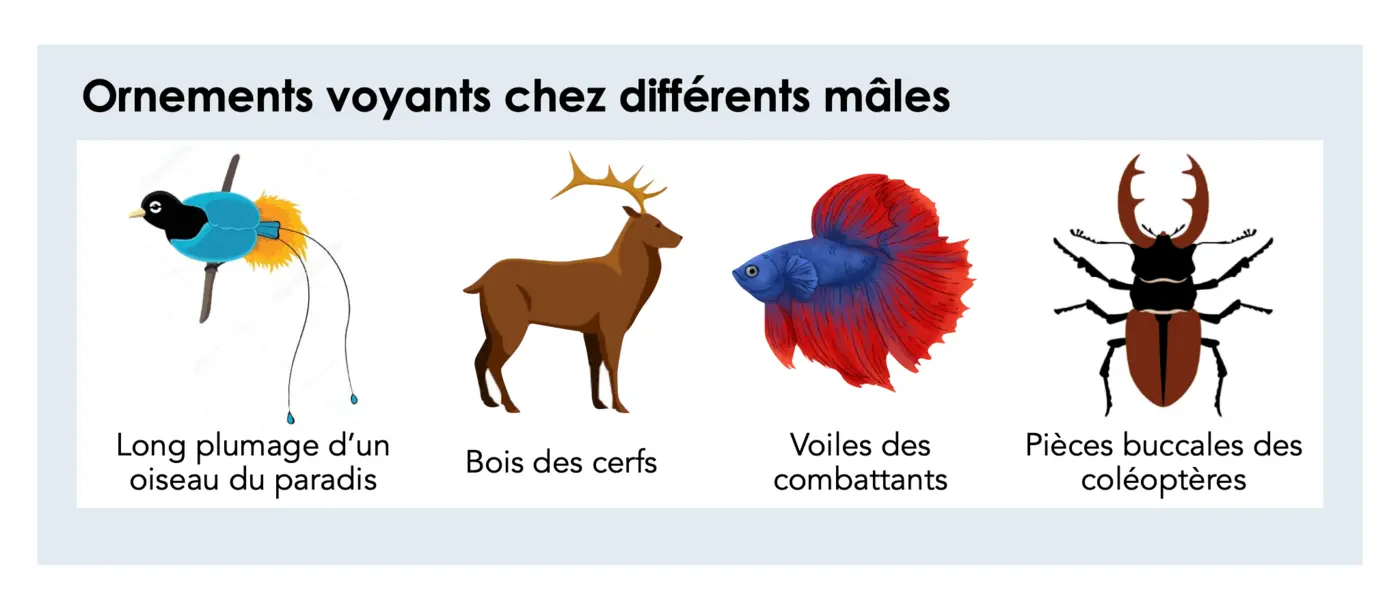 Ornements voyants chez différents mâles
Long plumage d’un
oiseau du paradis
Bois des cerfs
Voiles des
combattants
Pièces buccales des
coléoptères